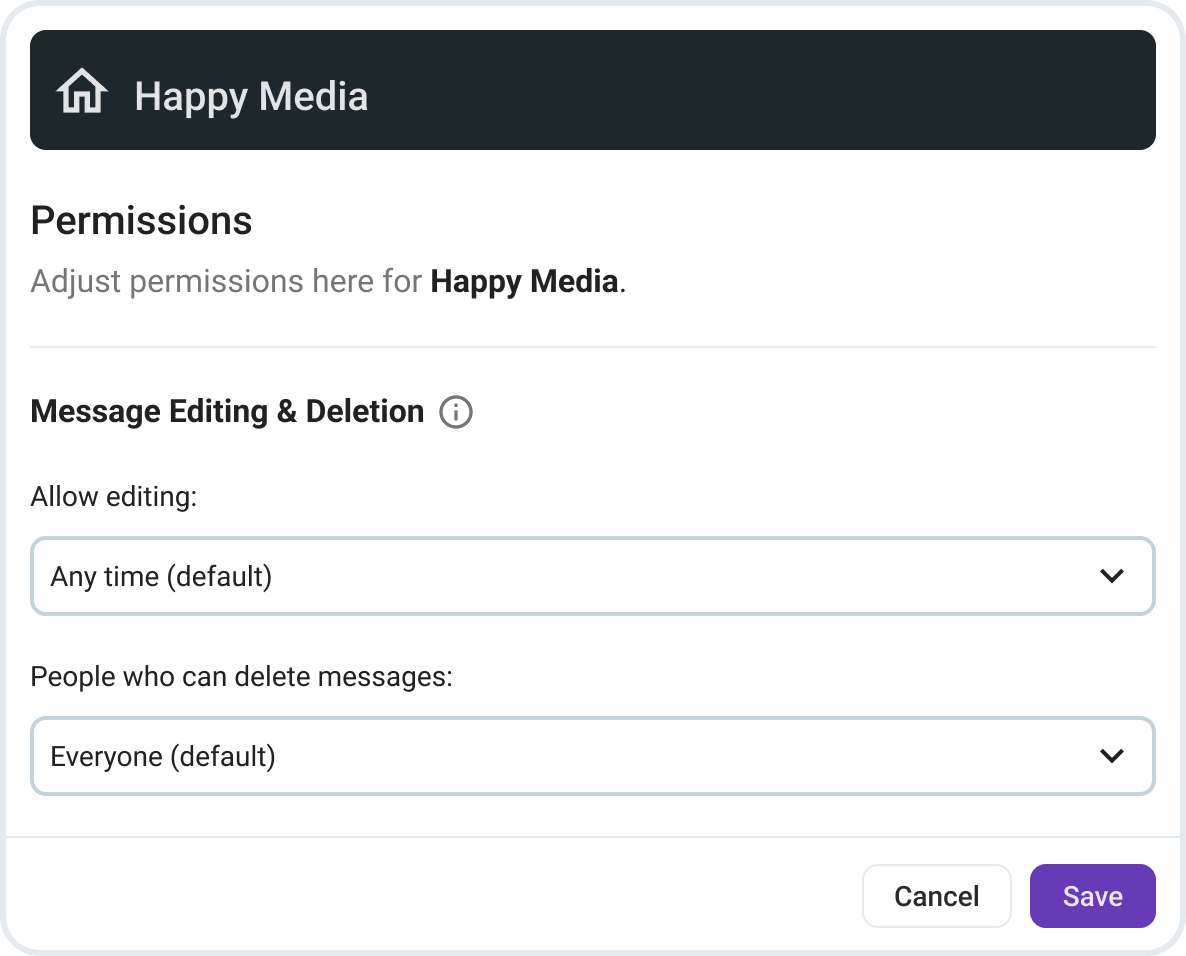 Happy Media
Permissions
Adjust permissions here for Happy Media.
Message Editing & Deletion
Allow editing:
Any time (default)
People who can delete messages:
Everyone (default)
Cancel
Save